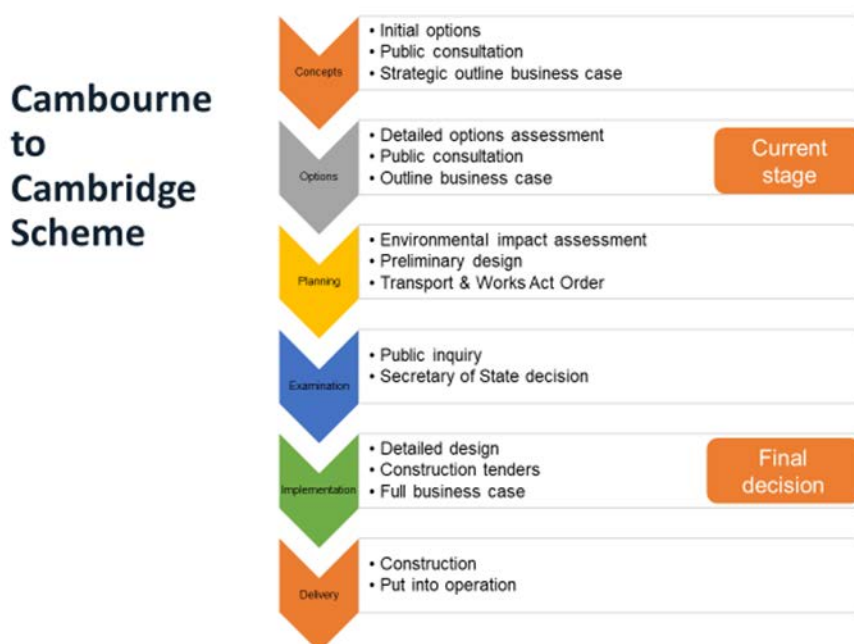 Cambourne
to
Cambridge
Scheme
Concepts
• Initial options
• Public consultation
• Strategic outline business case
Options
• Detailed options assessment
• Public consultation
• Outline business case
Current
stage
Planning
• Environmental impact assessment
• Preliminary design
• Transport & Works Act Order
Examination
• Public inquiry
• Secretary of State decision
Implementation
• Detailed design
• Construction tenders
• Full business case
Final
decision
Delivery
• Construction
• Put into operation